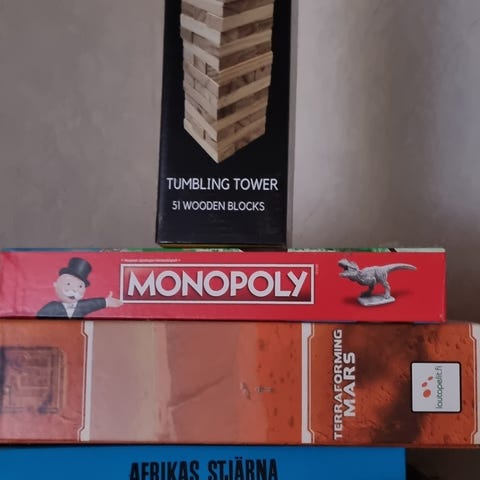 TUMBLING TOWER
51 WOODEN BLOCKS
MONOPOLY
TERRAFORMING
MARS
lautapelit.fi
AFRIKAS STJÄRNA